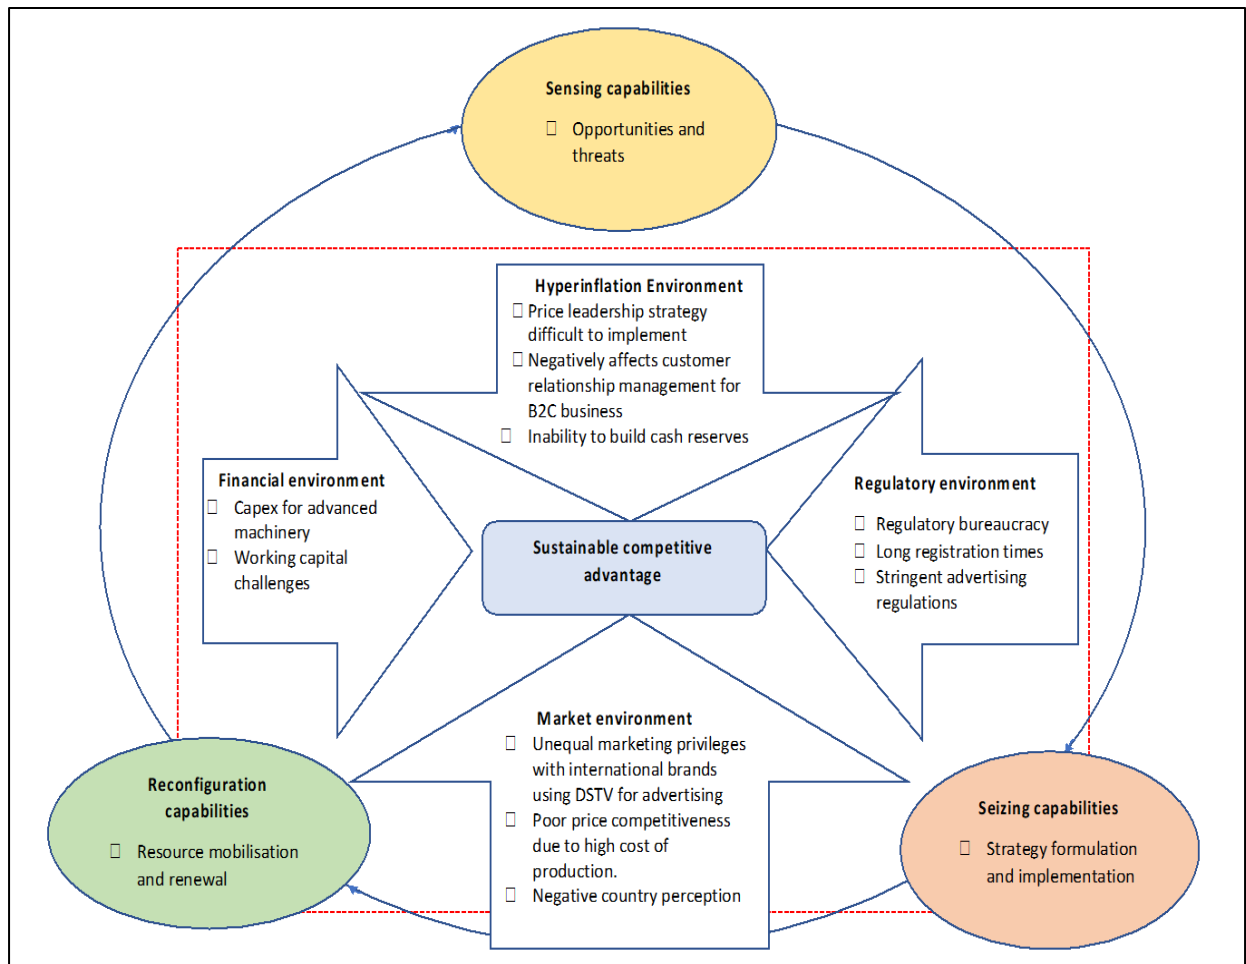 Sensing capabilities
Opportunities and
threats
Hyperinflation Environment
Price leadership strategy
difficult to implement
Negatively affects customer
relationship management for
B2C business
Inability to build cash reserves
Financial environment
Capex for advanced
machinery
Working capital
challenges
Sustainable competitive
advantage
Regulatory environment
Regulatory bureaucracy
Long registration times
Stringent advertising
regulations
Market environment
Unequal marketing privileges
with international brands
using DSTV for advertising
Poor price competitiveness
due to high cost of
production.
Negative country perception
Reconfiguration
capabilities
Resource mobilisation
and renewal
Seizing capabilities
Strategy formulation
and implementation